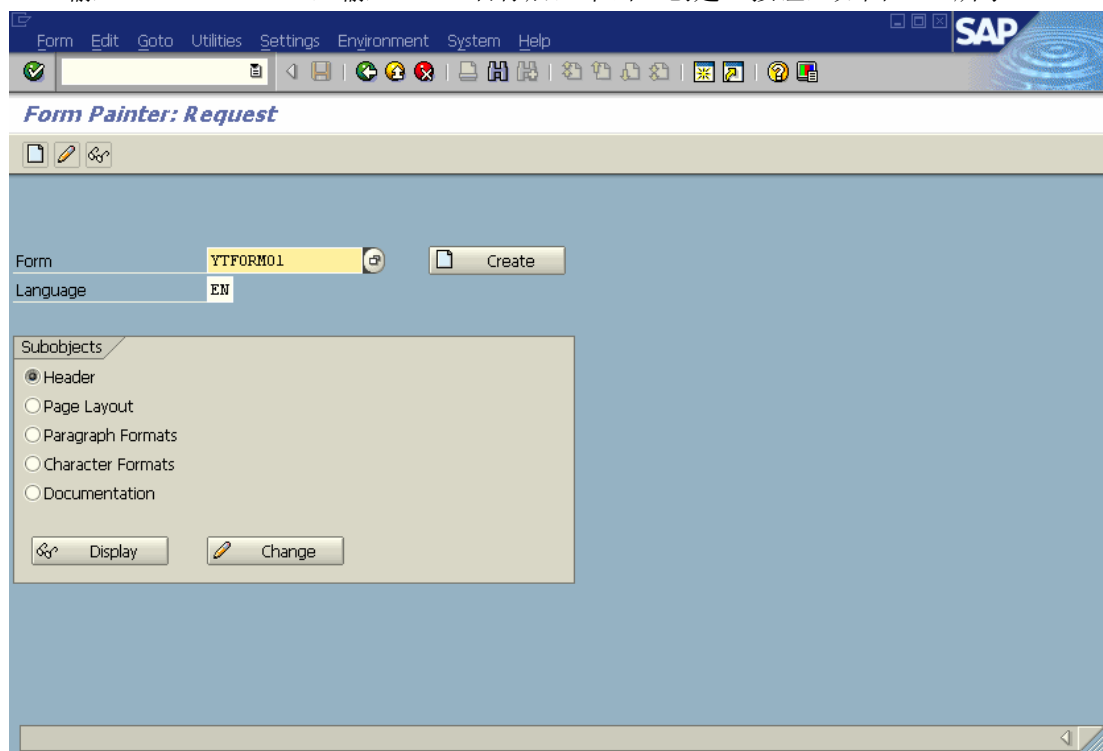 Form Edit Goto Utilities Settings Environment System Help
SAP
Form Painter: Request
Form YTFORM01 Create
Language EN
Subobjects
Header
Page Layout
Paragraph Formats
Character Formats
Documentation
Display Change